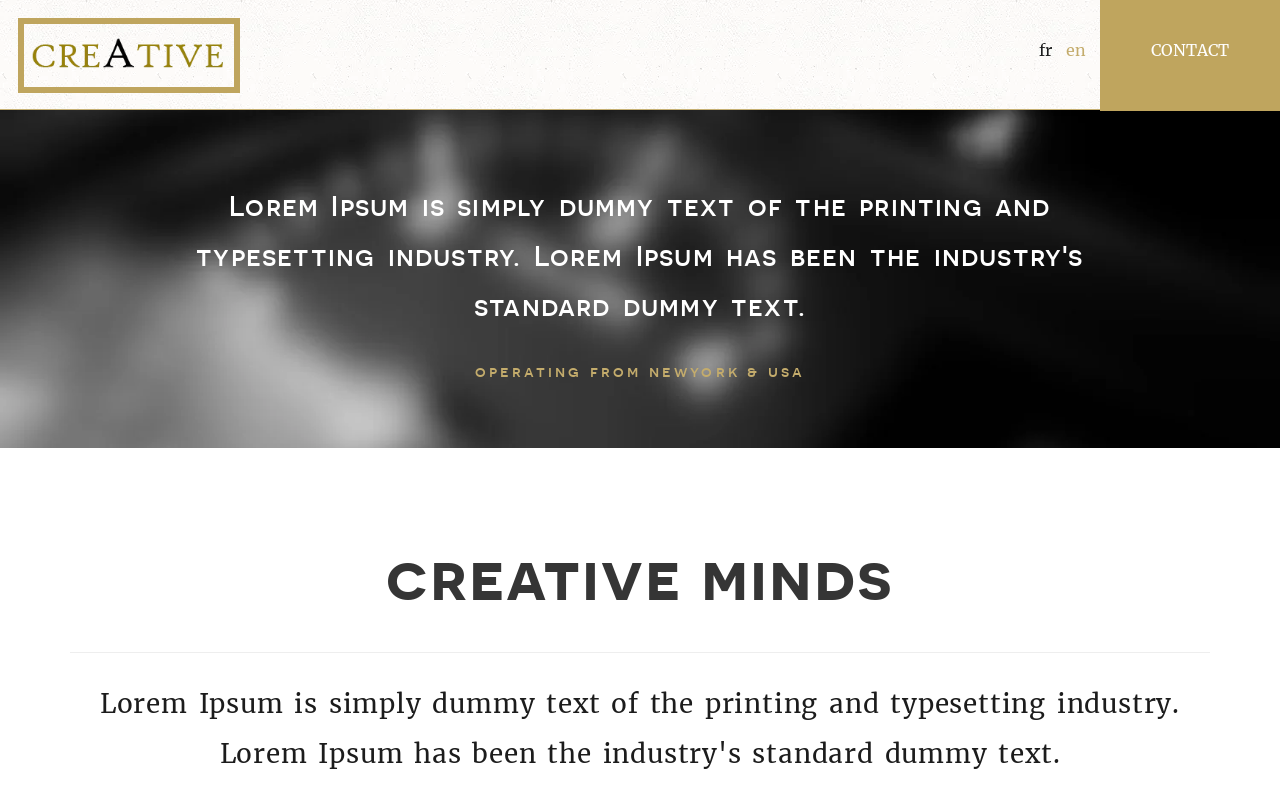 CREATIVE
fr en
CONTACT
Lorem Ipsum is simply dummy text of the printing and
typesetting industry. Lorem Ipsum has been the industry's
standard dummy text.
OPERATING FROM NEWYORK & USA
CREATIVE MINDS
Lorem Ipsum is simply dummy text of the printing and typesetting industry.
Lorem Ipsum has been the industry's standard dummy text.